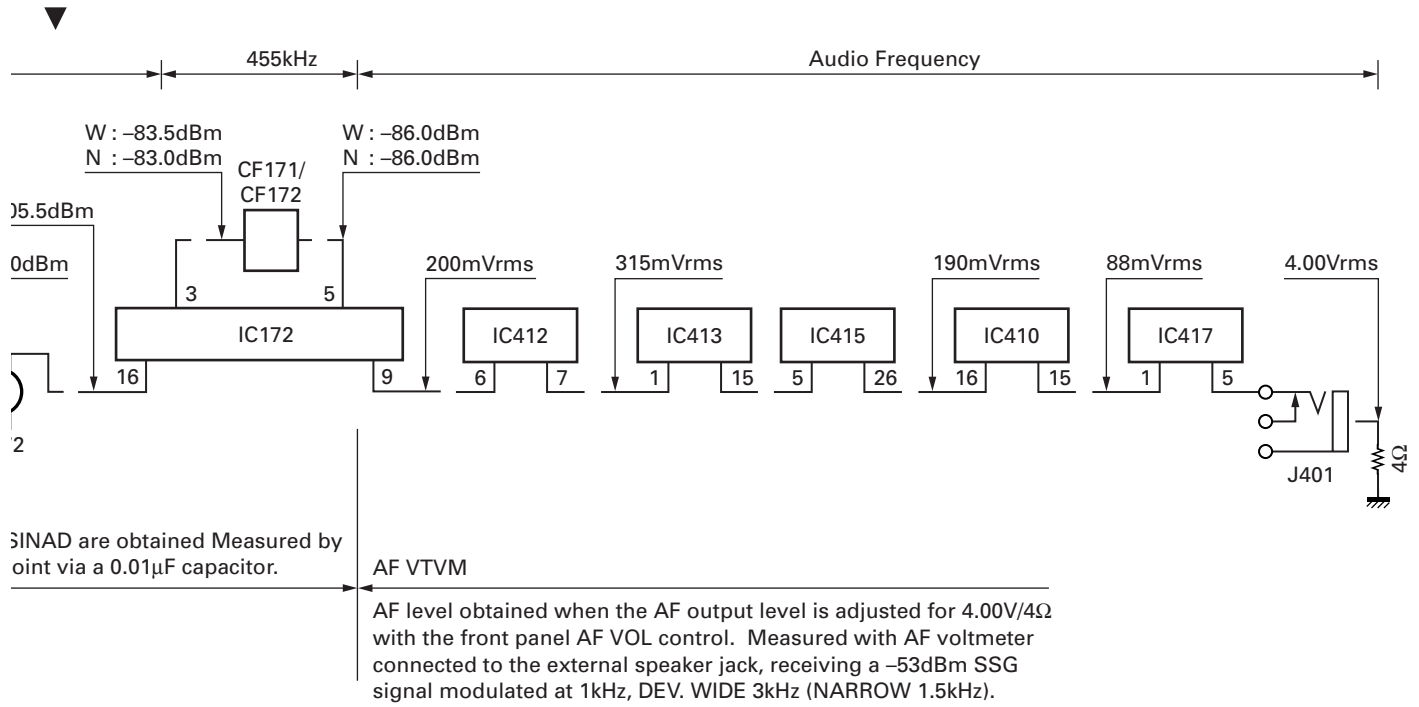 455kHz
Audio Frequency
W : –83.5dBm
N : –83.0dBm
W : –86.0dBm
N : –86.0dBm
CF171/
CF172
05.5dBm
0dBm
200mVrms
315mVrms
190mVrms
88mVrms
4.00Vrms
3
5
IC172
IC412
IC413
IC415
IC410
IC417
16
9
6
7
1
15
5
26
16
15
1
5
2
J401
4Ω
SINAD are obtained Measured by
oint via a 0.01µF capacitor.
AF VTVM
AF level obtained when the AF output level is adjusted for 4.00V/4Ω
with the front panel AF VOL control. Measured with AF voltmeter
connected to the external speaker jack, receiving a –53dBm SSG
signal modulated at 1kHz, DEV. WIDE 3kHz (NARROW 1.5kHz).